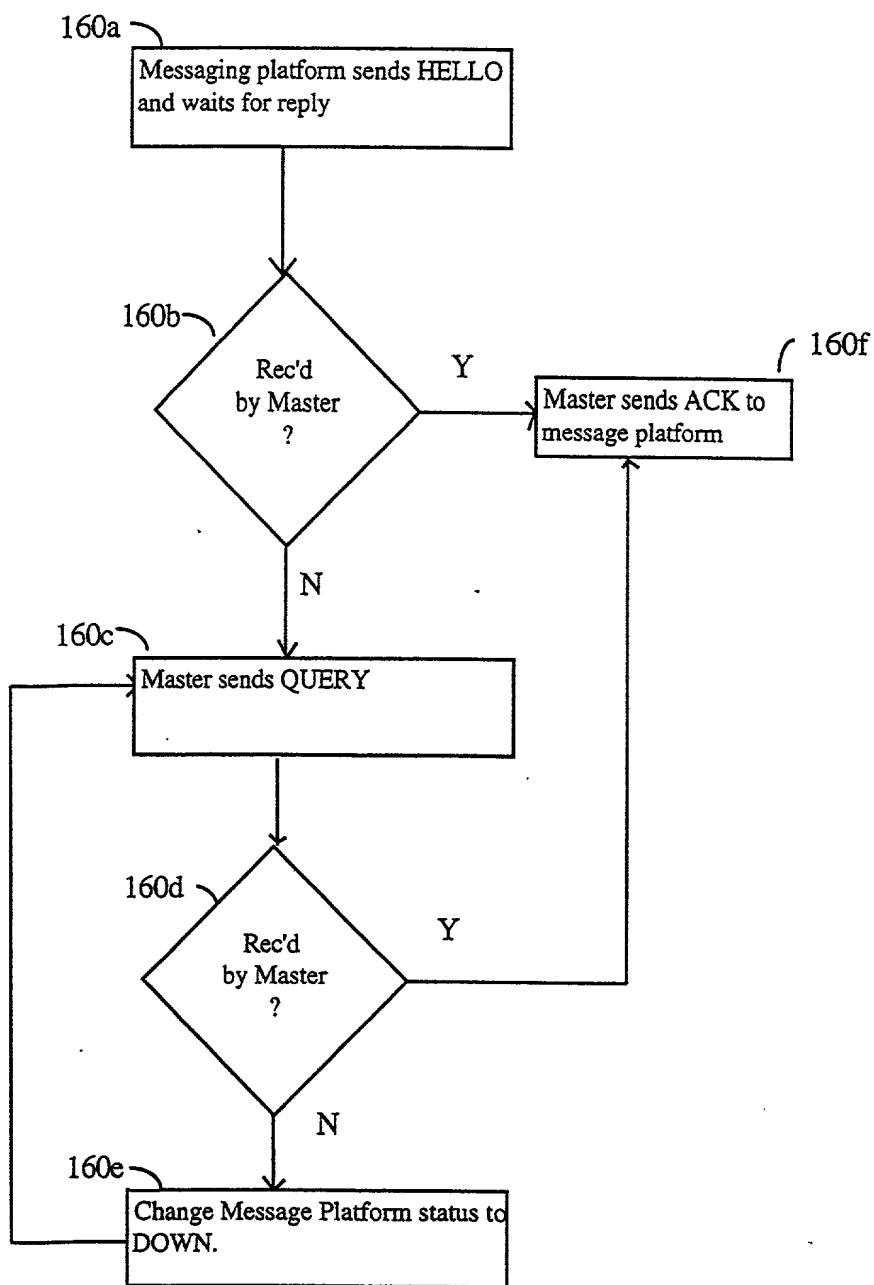 160a
Messaging platform sends HELLO
and waits for reply
160b
Rec'd
by Master
?
Y
160f
Master sends ACK to
message platform
N
160c
Master sends QUERY
160d
Rec'd
by Master
?
Y
N
160e
Change Message Platform status to
DOWN.